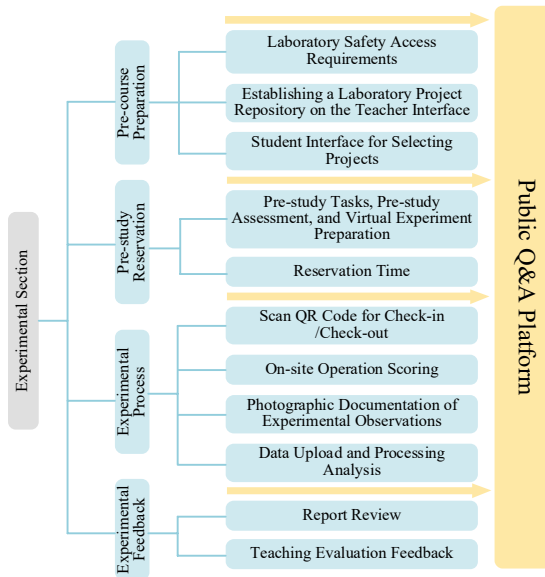 Experimental Section
Pre-course
Preparation
Laboratory Safety Access
Requirements
Establishing a Laboratory Project
Repository on the Teacher Interface
Student Interface for Selecting
Projects
Pre-study
Reservation
Pre-study Tasks, Pre-study
Assessment, and Virtual Experiment
Preparation
Reservation Time
Experimental
Process
Scan QR Code for Check-in
/Check-out
On-site Operation Scoring
Photographic Documentation of
Experimental Observations
Data Upload and Processing
Analysis
Experimental
Feedback
Report Review
Teaching Evaluation Feedback
Public Q&A Platform